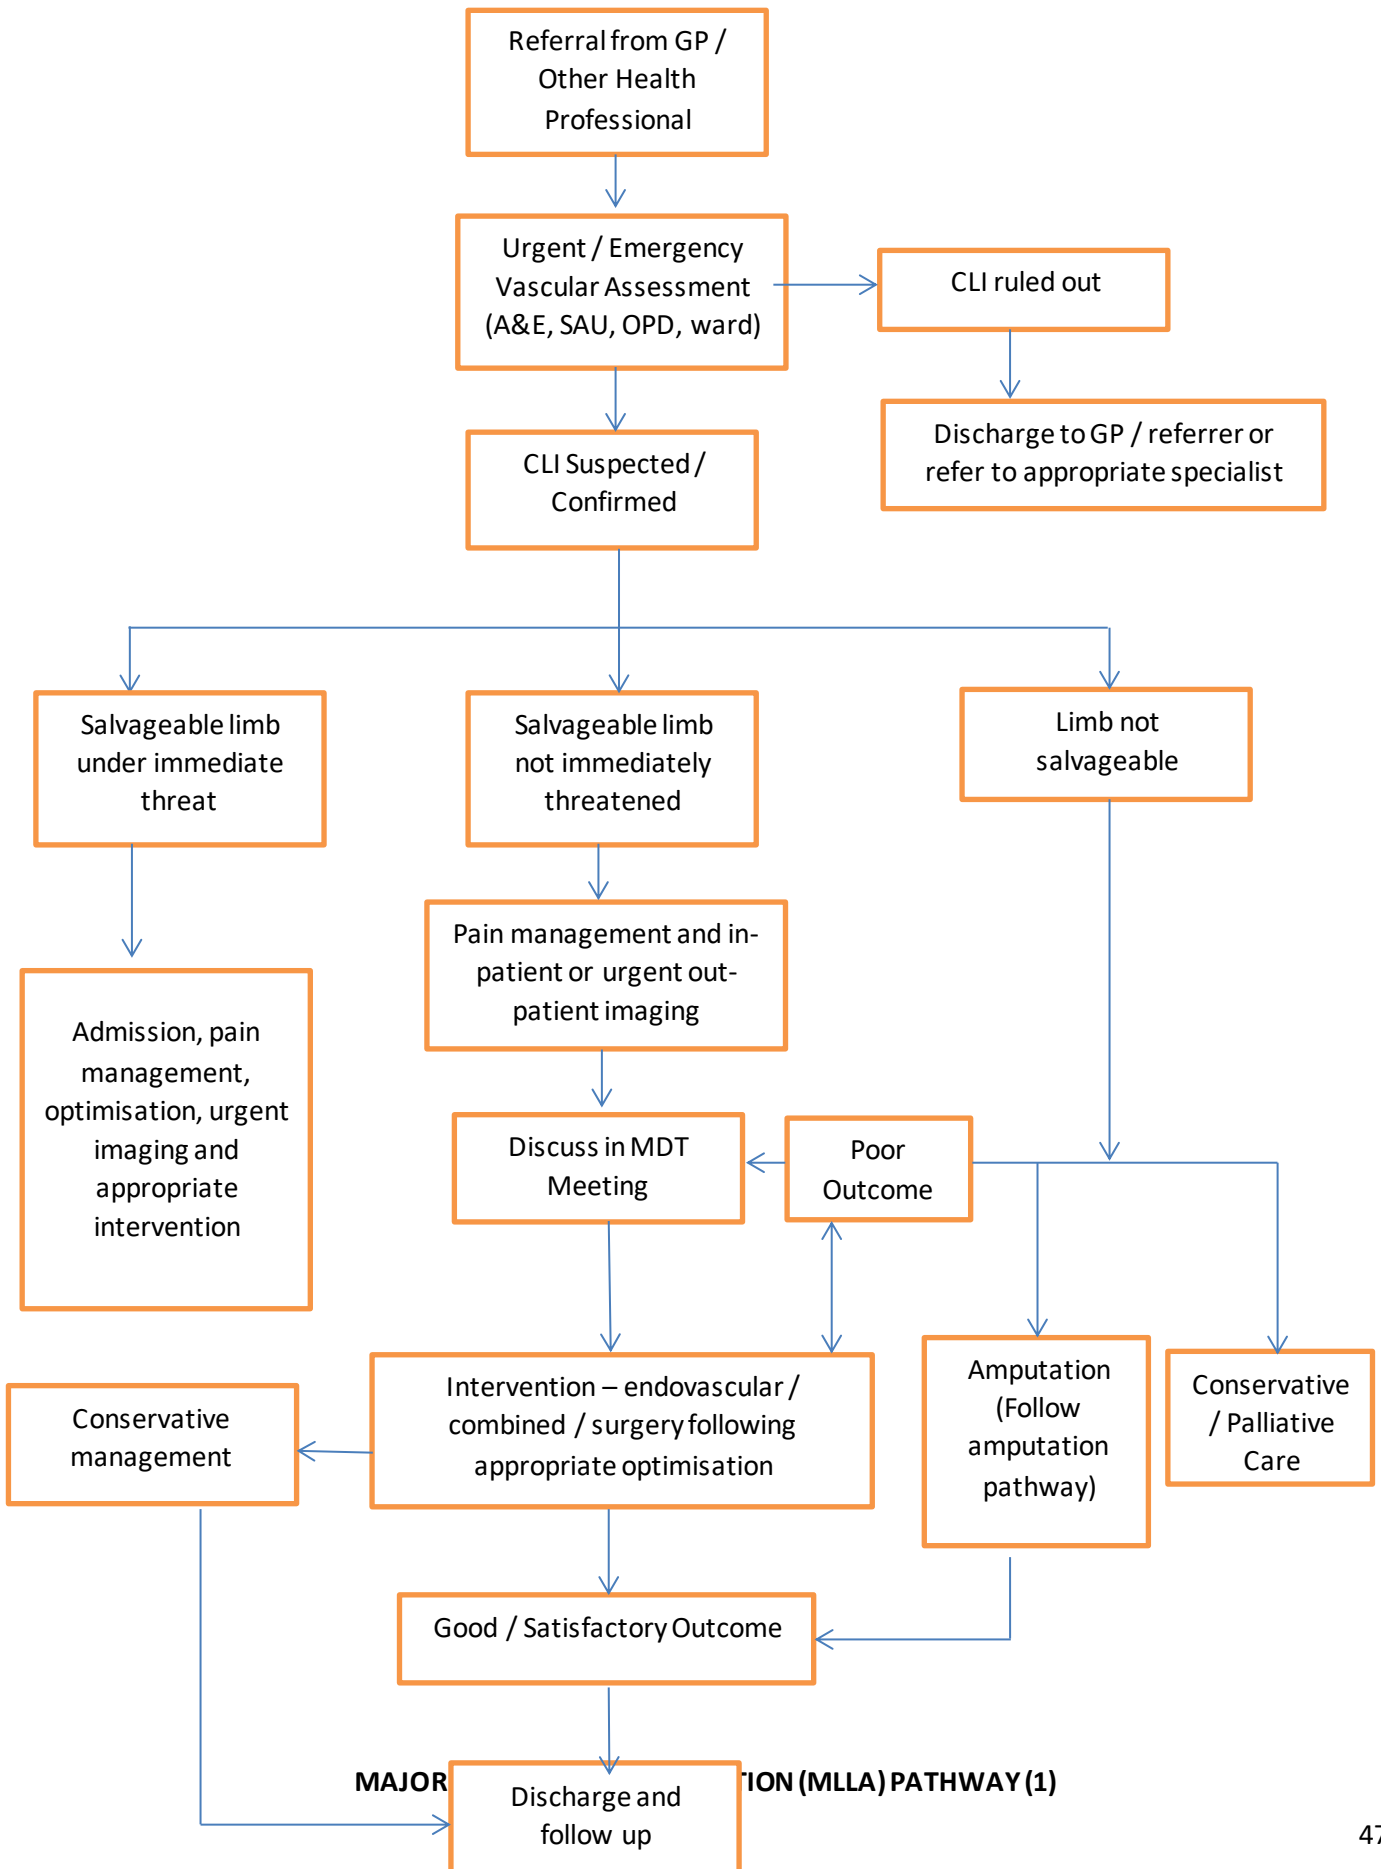 Referral from GP /
Other Health
Professional
Urgent / Emergency
Vascular Assessment
(A&E, SAU, OPD, ward)
CLI ruled out
Discharge to GP / referrer or
refer to appropriate specialist
CLI Suspected /
Confirmed
Salvageable limb
under immediate
threat
Salvageable limb
not immediately
threatened
Limb not
salvageable
Pain management and in-
patient or urgent out-
patient imaging
Admission, pain
management,
optimisation, urgent
imaging and
appropriate
intervention
Discuss in MDT
Meeting
Poor
Outcome
Conservative
management
Intervention – endovascular /
combined / surgery following
appropriate optimisation
Amputation
(Follow
amputation
pathway)
Conservative
/ Palliative
Care
Good / Satisfactory Outcome
MAJOR TION (MLLA) PATHWAY (1)
Discharge and
follow up
47